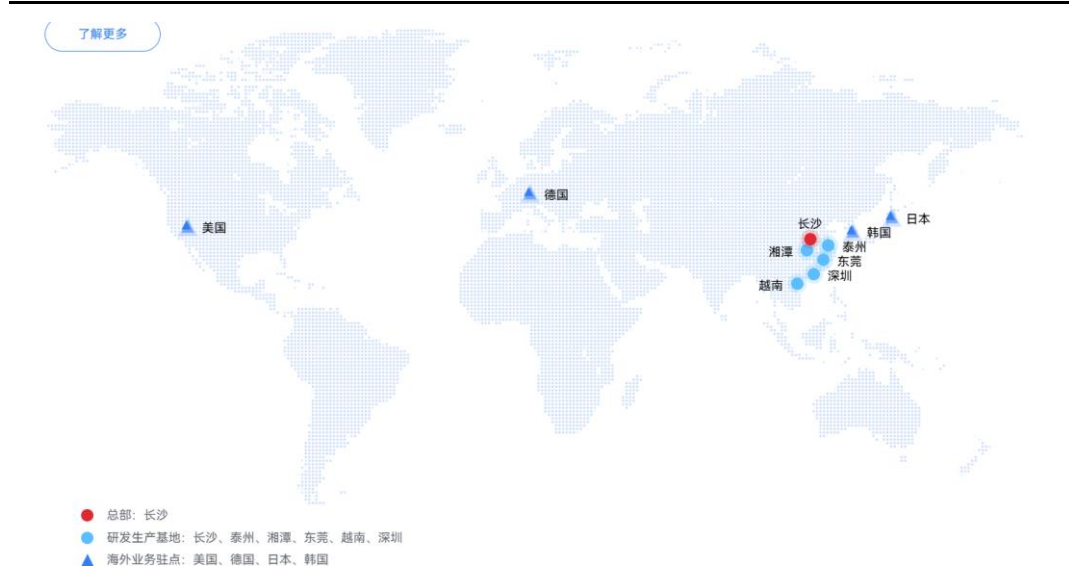 了解更多
德国
美国
日本
长沙
韩国
泰州
湘潭
东莞
深圳
越南
总部：长沙
研发生产基地：长沙、泰州、湘潭、东莞、越南、深圳
海外业务驻点：美国、德国、日本、韩国